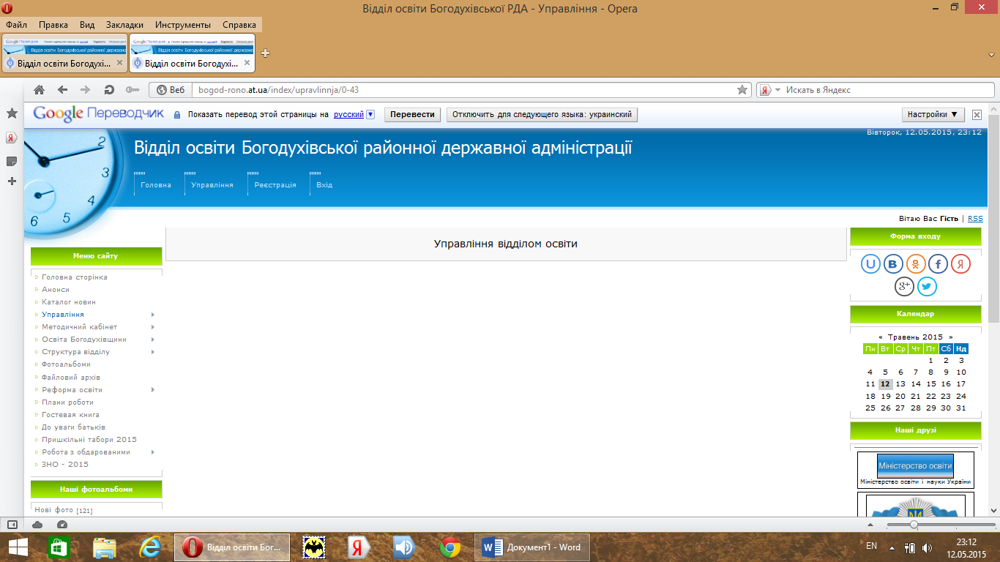 Відділ освіти Богодухівської РДА - Управління - Opera
Файл Правка Вид Закладки Инструменты Справка
Відділ освіти Богодухі... Відділ освіти Богодухі...
Веб bogod-rono.at.ua/index/upravlinnja/0-43 Искать в Яндекс
Google Переводчик Показать перевод этой страницы на русский Перевести Отключить для следующего языка: украинский Настройки ▼
Вівторок, 12.05.2015, 23:12
Відділ освіти Богодухівської районної державної адміністрації
Головна Управління Реєстрація Вхід
2
3
4
5
6
Вітаю Вас Гість | RSS
Меню сайту
Головна сторінка
Анонси
Каталог новин
Управління
Методичний кабінет
Освіта Богодухівщини
Структура відділу
Фотоальбоми
Файловий архів
Реформа освіти
Плани роботи
Гостевая книга
До уваги батьків
Пришкільні табори 2015
Робота з обдарованими
ЗНО - 2015
Наші фотоальбоми
Нові фото [121]
Управління відділом освіти
Форма входу
Календар
« Травень 2015 »
Пн Вт Ср Чт Пт Сб Нд
1 2 3
4 5 6 7 8 9 10
11 12 13 14 15 16 17
18 19 20 21 22 23 24
25 26 27 28 29 30 31
Наші друзі
Міністерство освіти
Міністерство освіти і науки України
Відділ освіти Бог... Документ1 - Word EN 23:12
12.05.2015